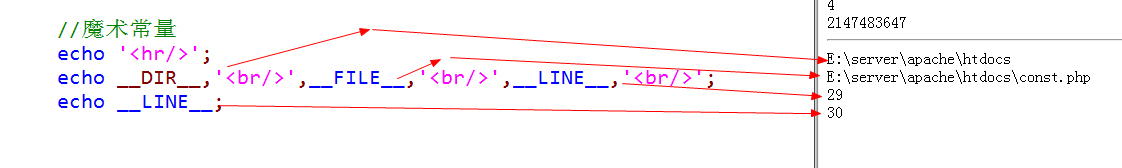 //魔术常量
echo '<hr/>';
echo __DIR__,'<br/>',__FILE__,'<br/>',__LINE__,'<br/>';
echo __LINE__;
4
2147483647
E:\server\apache\htdocs
E:\server\apache\htdocs\const.php
29
30